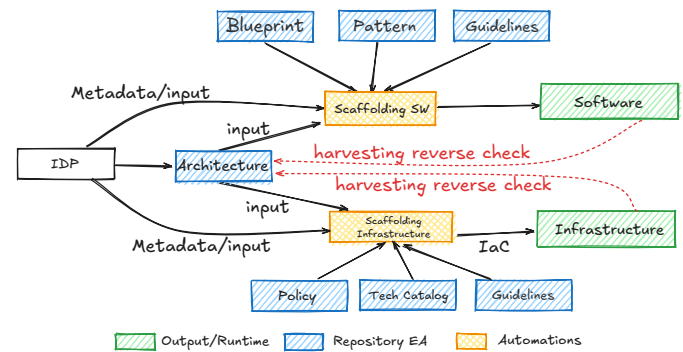 Blueprint
Pattern
Guidelines
Metadata/input
Scaffolding SW
Software
input
harvesting reverse check
IDP
Architecture
harvesting reverse check
input
Scaffolding
Infrastructure
Infrastructure
Metadata/input
IaC
Policy
Tech Catalog
Guidelines
Output/Runtime
Repository EA
Automations